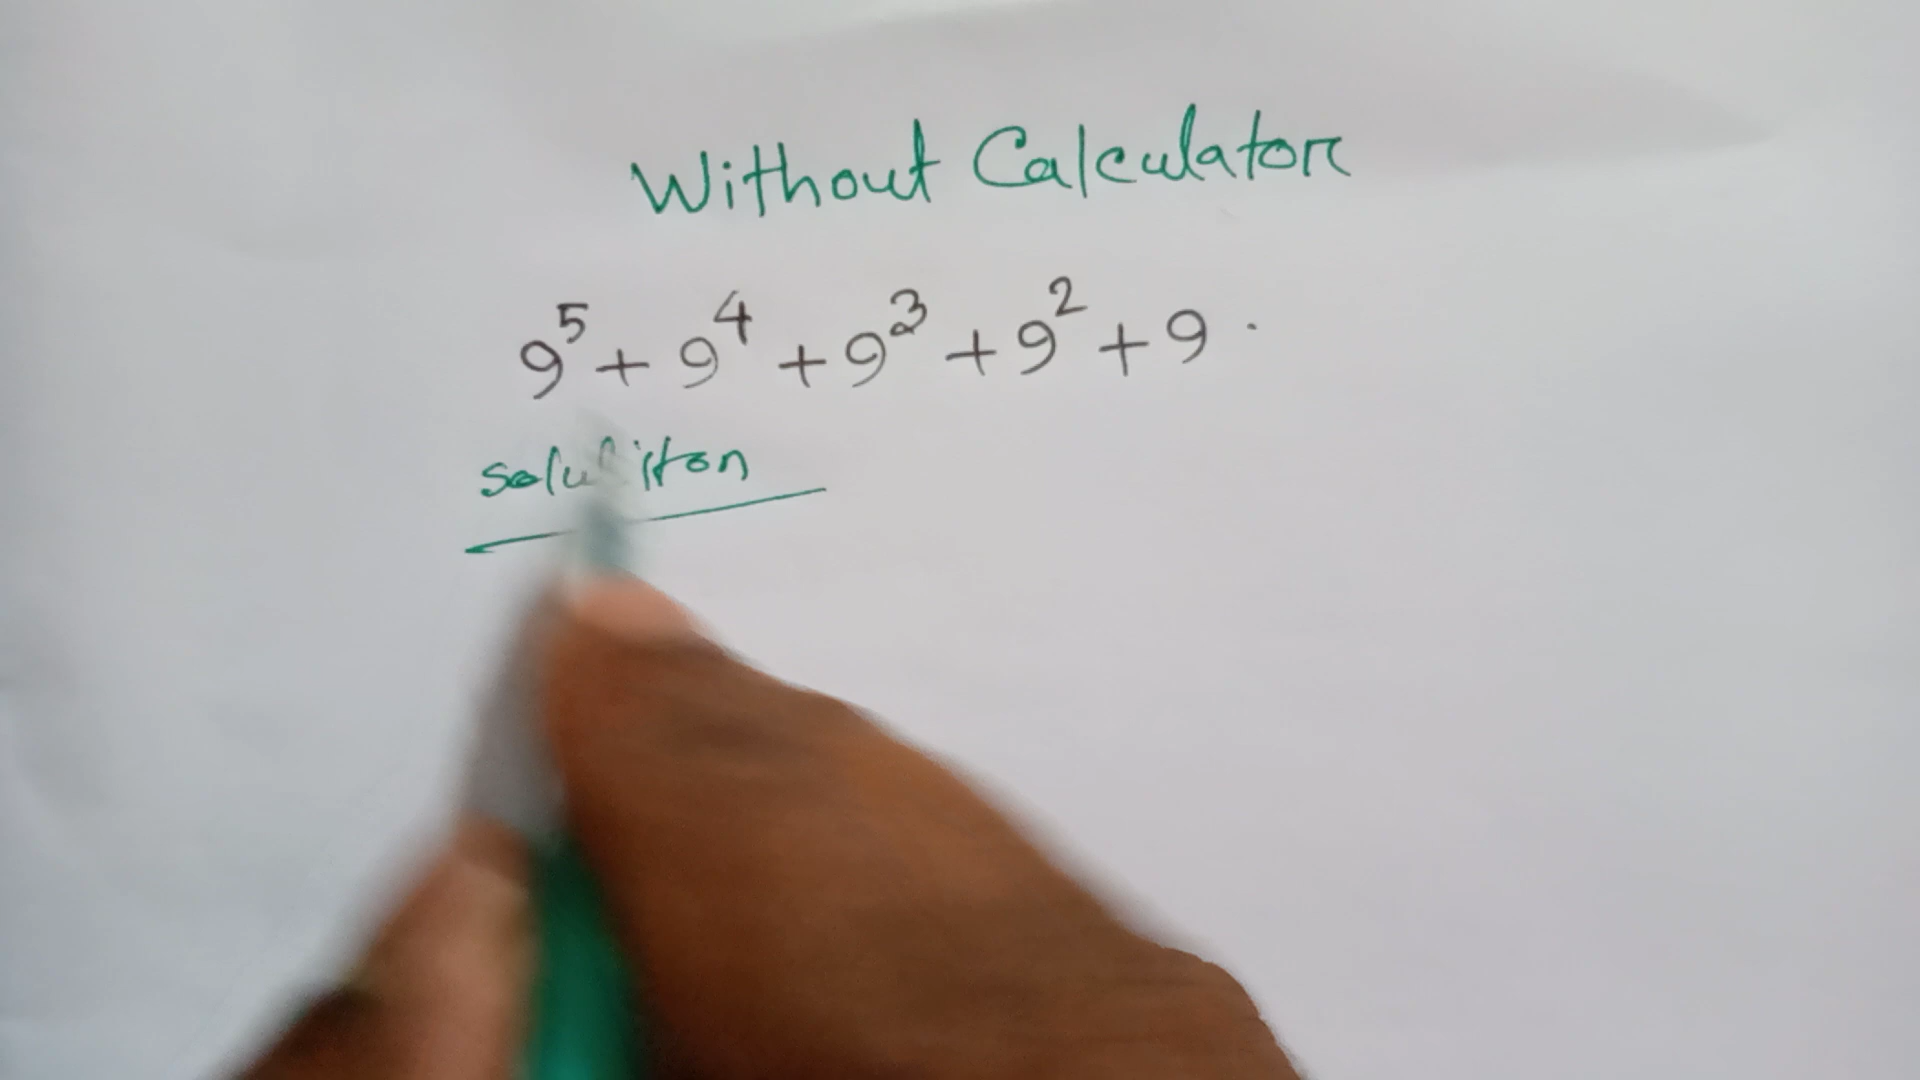 Without Calculator
9⁵ + 9⁴ + 9³ + 9² + 9 .